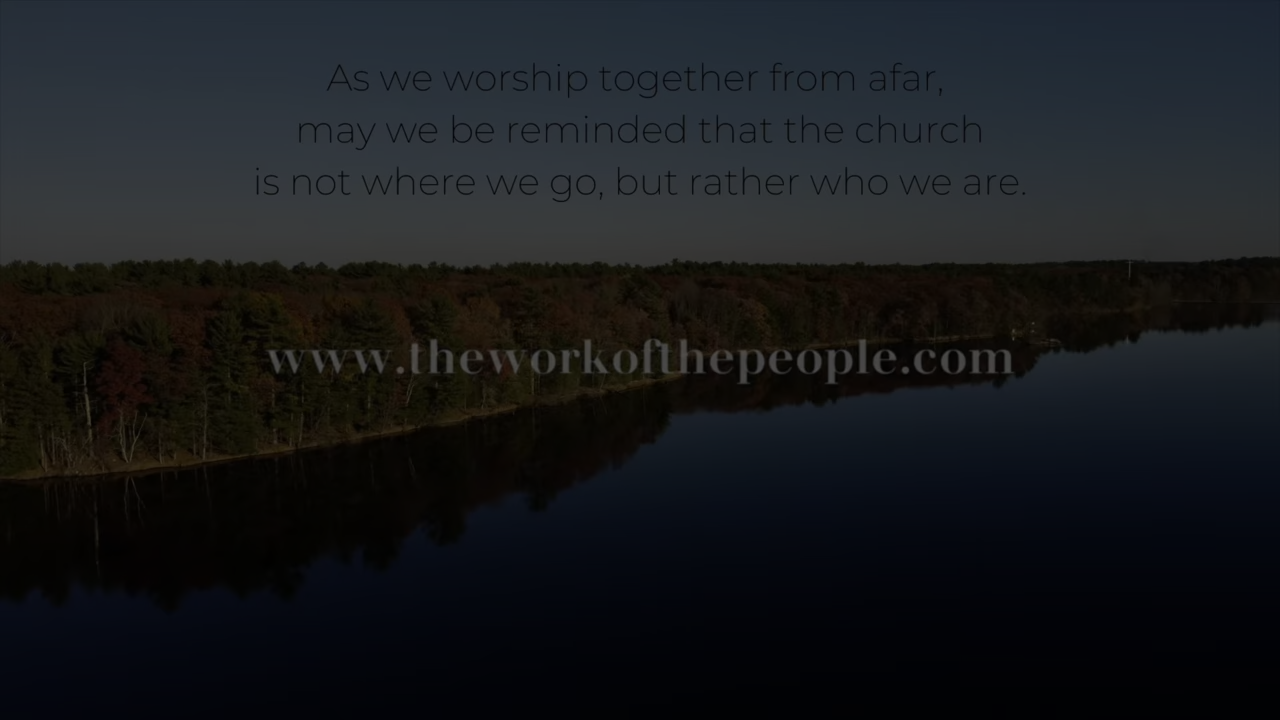 As we worship together from afar,
may we be reminded that the church
is not where we go, but rather who we are.
www.theworkofthepeople.com